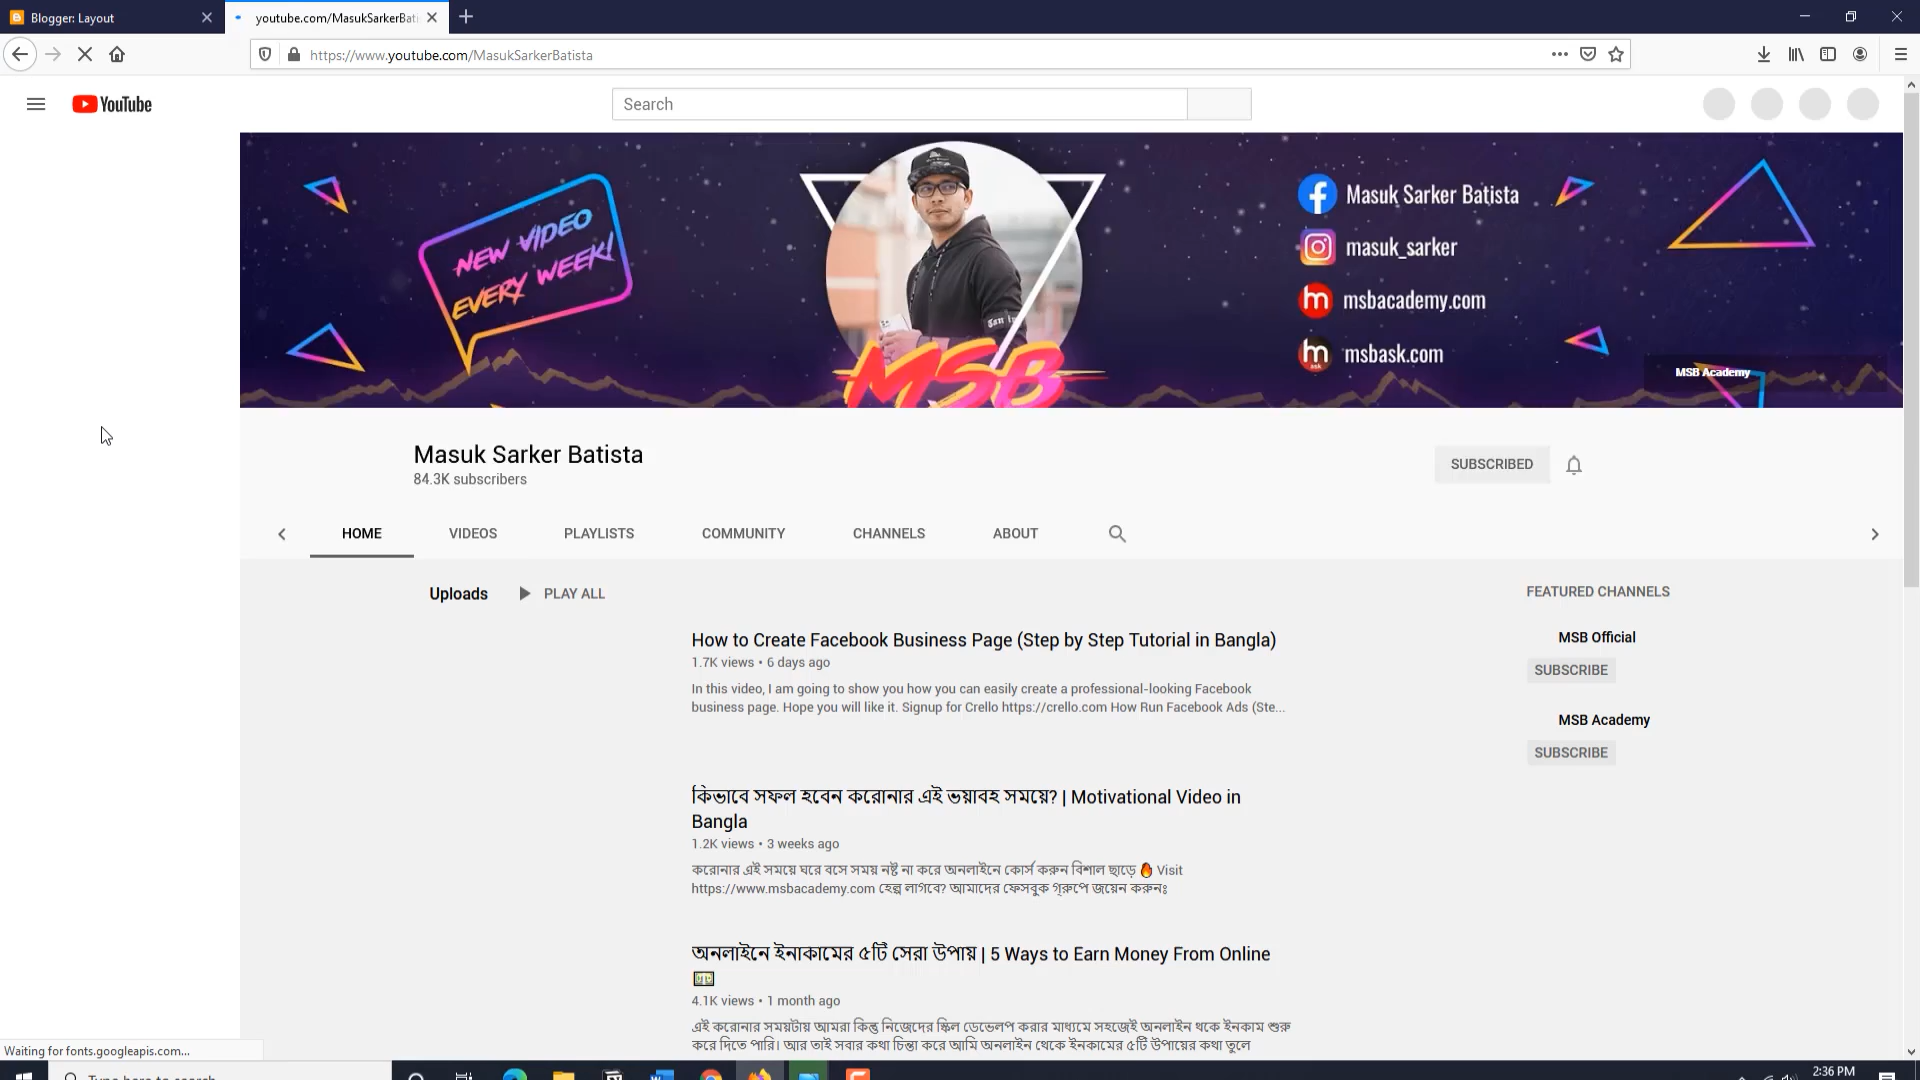 Blogger: Layout
youtube.com/MasukSarkerBati
https://www.youtube.com/MasukSarkerBatista
YouTube
Search
NEW VIDEO
EVERY WEEK!
MSB
Masuk Sarker Batista
masuk_sarker
msbacademy.com
msbask.com
MSB Academy
Masuk Sarker Batista
84.3K subscribers
SUBSCRIBED
HOME VIDEOS PLAYLISTS COMMUNITY CHANNELS ABOUT
Uploads PLAY ALL
How to Create Facebook Business Page (Step by Step Tutorial in Bangla)
1.7K views • 6 days ago
In this video, I am going to show you how you can easily create a professional-looking Facebook
business page. Hope you will like it. Signup for Crello https://crello.com How Run Facebook Ads (Ste...
কিভাবে সফল হবেন করোনার এই ভয়াবহ সময়ে? | Motivational Video in
Bangla
1.2K views • 3 weeks ago
করোনার এই সময়ে ঘরে বসে সময় নষ্ট না করে অনলাইনে কোর্স করুন বিশাল ছাড়ে 🔥 Visit
https://www.msbacademy.com হেল্প লাগবে? আমাদের ফেসবুক গ্রুপে জয়েন করুনঃ
অনলাইনে ইনাকামের ৫টি সেরা উপায় | 5 Ways to Earn Money From Online
💵
4.1K views • 1 month ago
এই করোনার সময়টায় আমরা কিন্তু নিজেদের স্কিল ডেভেলপ করার মাধ্যমে সহজেই অনলাইন থকে ইনকাম শুরু
করে দিতে পারি। আর তাই সবার কথা চিন্তা করে আমি অনলাইন থেকে ইনকামের ৫টি উপায়ের কথা তুলে
FEATURED CHANNELS
MSB Official
SUBSCRIBE
MSB Academy
SUBSCRIBE
Waiting for fonts.googleapis.com...
Type here to search
2:36 PM